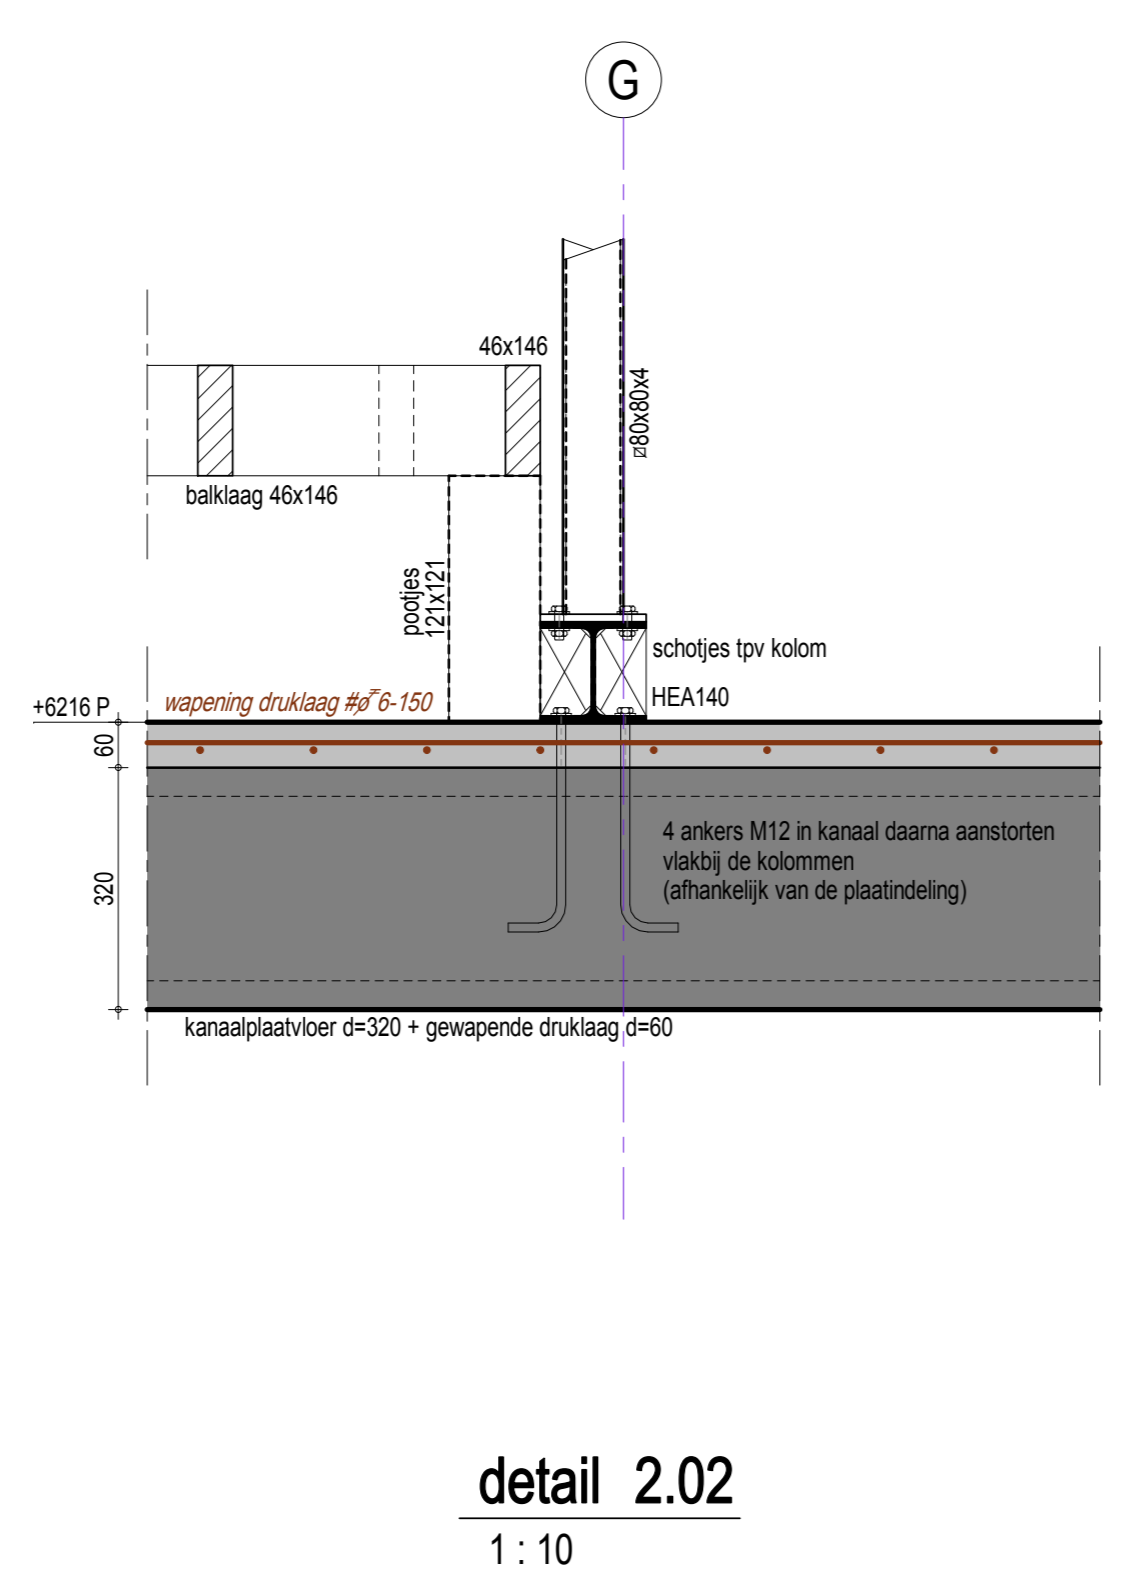 G
46x146
⌀80x80x4
balklaag 46x146
pootjes
121x121
schotjes tpv kolom
HEA140
+6216 P
wapening druklaag #ø 6-150
60
4 ankers M12 in kanaal daarna aanstorten
vlakbij de kolommen
(afhankelijk van de plaatindeling)
320
kanaalplaatvloer d=320 + gewapende druklaag d=60
detail 2.02
1 : 10